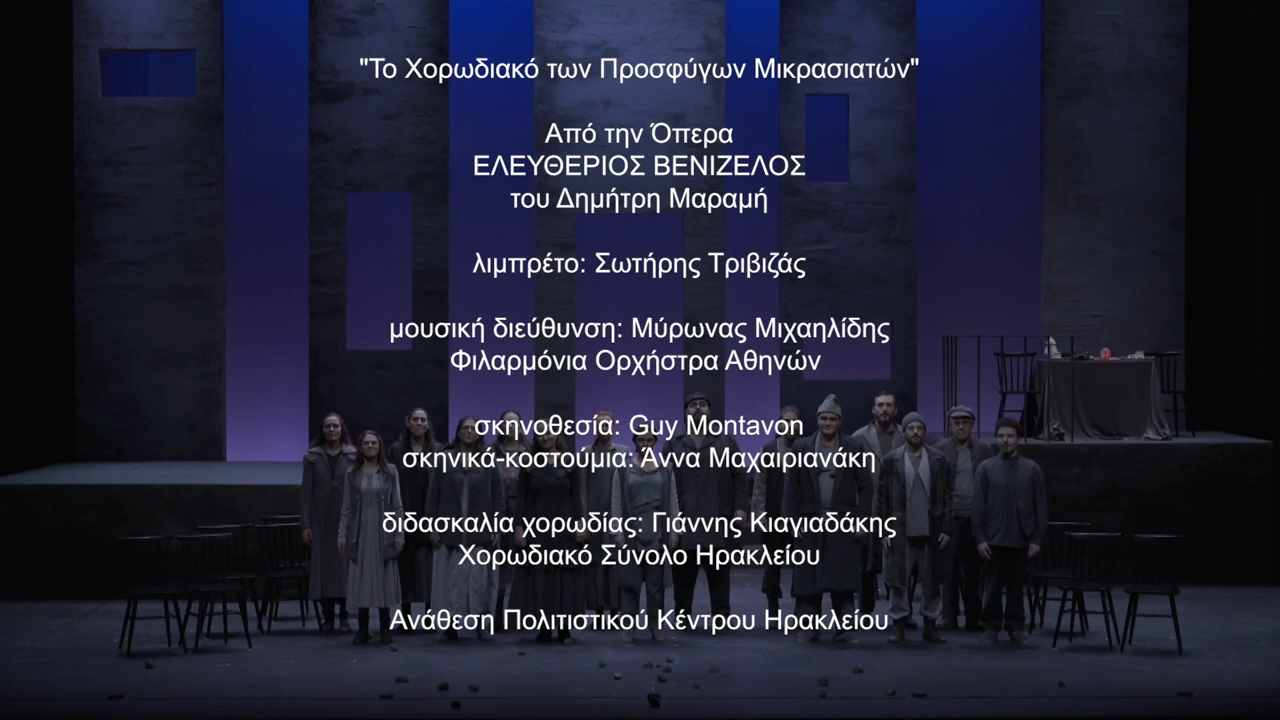 "Το Χορωδιακό των Προσφύγων Μικρασιατών"
Από την Όπερα
ΕΛΕΥΘΕΡΙΟΣ ΒΕΝΙΖΕΛΟΣ
του Δημήτρη Μαραμή
λιμπρέτο: Σωτήρης Τριβιζάς
μουσική διεύθυνση: Μύρωνας Μιχαηλίδης
Φιλαρμόνια Ορχήστρα Αθηνών
σκηνοθεσία: Guy Montavon
σκηνικά-κοστούμια: Άννα Μαχαιριανάκη
διδασκαλία χορωδίας: Γιάννης Κιαγιαδάκης
Χορωδιακό Σύνολο Ηρακλείου
Ανάθεση Πολιτιστικού Κέντρου Ηρακλείου